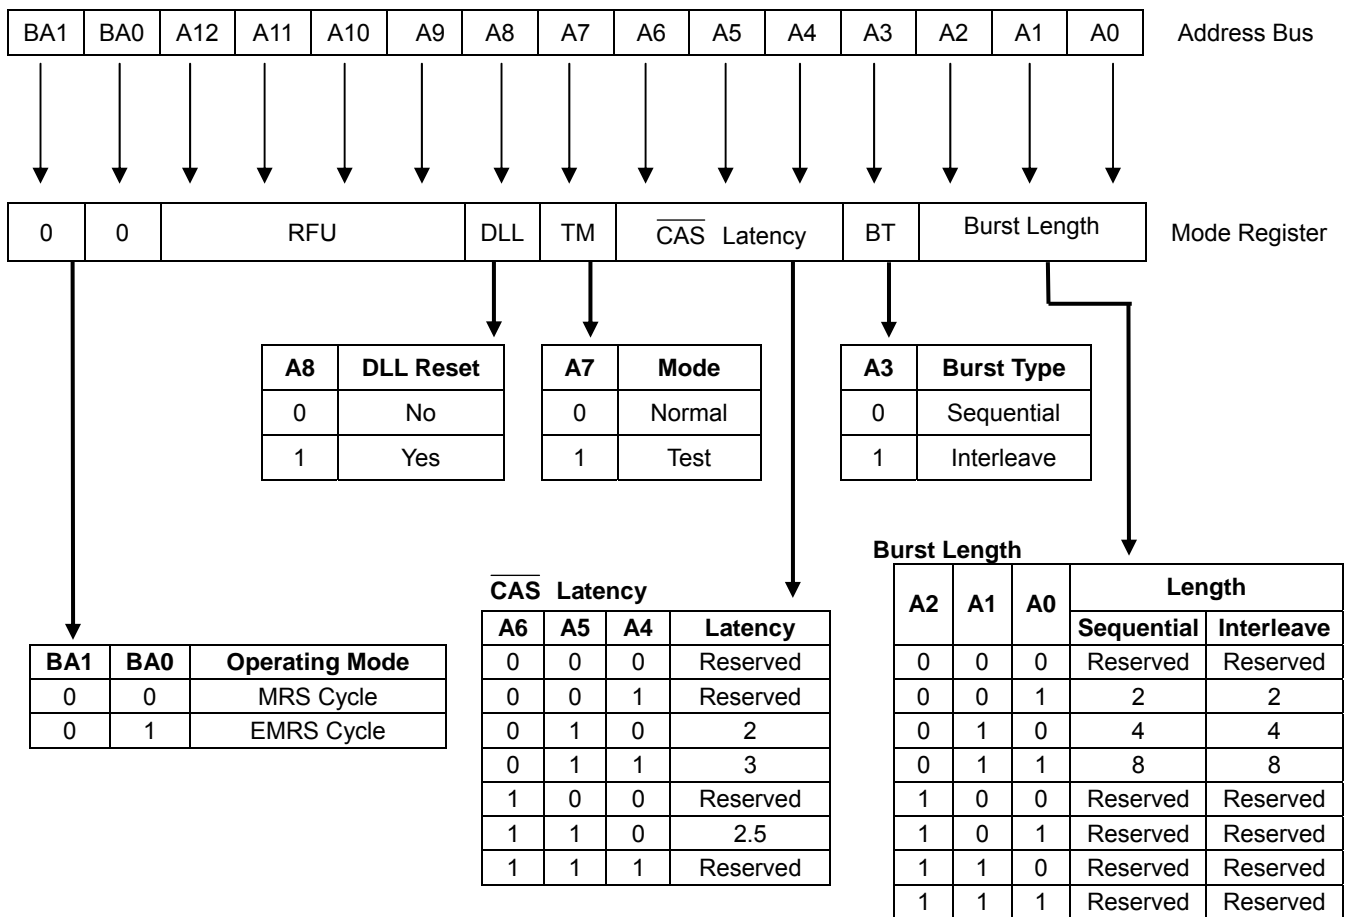 BA1 BA0 A12 A11 A10 A9 A8 A7 A6 A5 A4 A3 A2 A1 A0 Address Bus
0 0 RFU DLL TM CAS Latency BT Burst Length Mode Register
A8 DLL Reset
0 No
1 Yes
A7 Mode
0 Normal
1 Test
A3 Burst Type
0 Sequential
1 Interleave
BA1 BA0 Operating Mode
0 0 MRS Cycle
0 1 EMRS Cycle
CAS Latency
A6 A5 A4 Latency
0 0 0 Reserved
0 0 1 Reserved
0 1 0 2
0 1 1 3
1 0 0 Reserved
1 1 0 2.5
1 1 1 Reserved
Burst Length
A2 A1 A0 Length
Sequential Interleave
0 0 0 Reserved Reserved
0 0 1 2 2
0 1 0 4 4
0 1 1 8 8
1 0 0 Reserved Reserved
1 0 1 Reserved Reserved
1 1 0 Reserved Reserved
1 1 1 Reserved Reserved